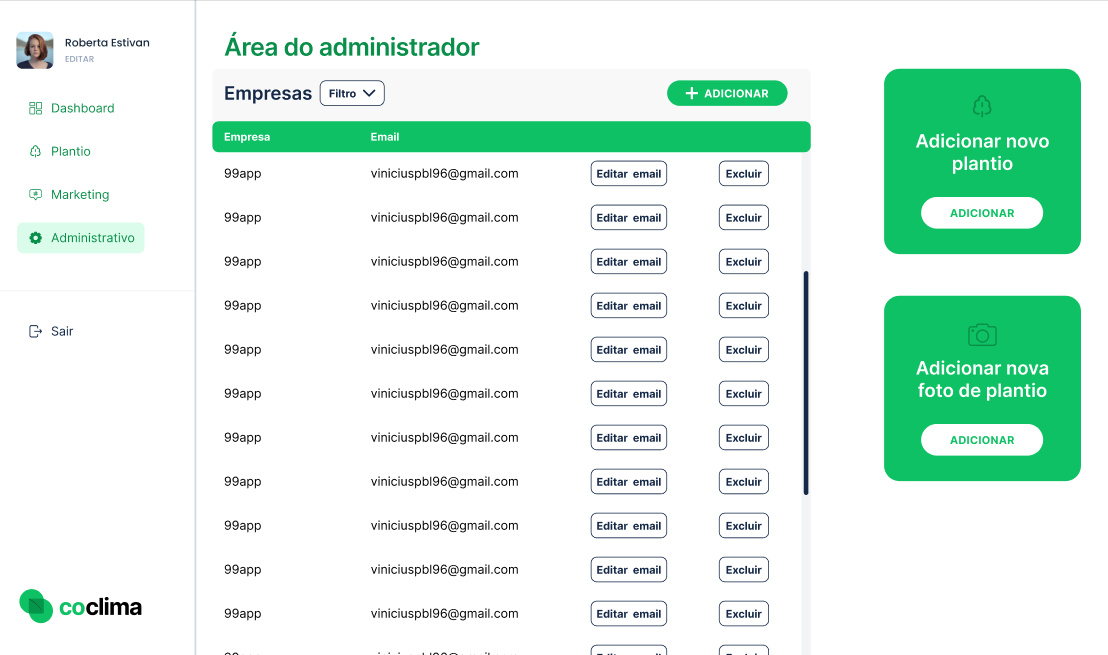 Roberta Estivan
EDITAR
Dashboard
Plantio
Marketing
Administrativo
Sair
coclima
Área do administrador
Empresas Filtro ADICIONAR
Empresa Email
99app viniciuspbl96@gmail.com Editar email Excluir
99app viniciuspbl96@gmail.com Editar email Excluir
99app viniciuspbl96@gmail.com Editar email Excluir
99app viniciuspbl96@gmail.com Editar email Excluir
99app viniciuspbl96@gmail.com Editar email Excluir
99app viniciuspbl96@gmail.com Editar email Excluir
99app viniciuspbl96@gmail.com Editar email Excluir
99app viniciuspbl96@gmail.com Editar email Excluir
99app viniciuspbl96@gmail.com Editar email Excluir
99app viniciuspbl96@gmail.com Editar email Excluir
99app viniciuspbl96@gmail.com Editar email Excluir
Adicionar novo
plantio
ADICIONAR
Adicionar nova
foto de plantio
ADICIONAR